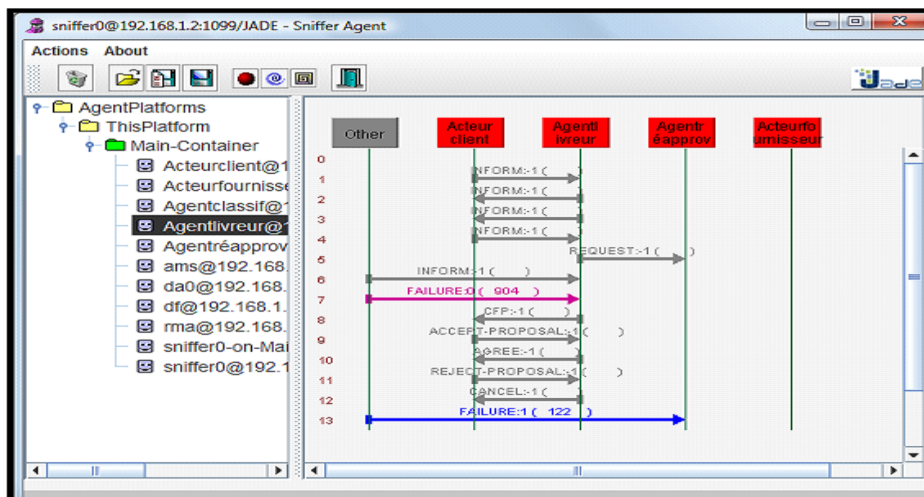 sniffer0@192.168.1.2:1099/JADE - Sniffer Agent
Actions About
Jade
AgentPlatforms
ThisPlatform
Main-Container
Acteurclient@1
Acteurfournisse
Agentclassif@1
Agentlivreur@1
Agentréapprov
ams@192.168.
da0@192.168.
df@192.168.1.
rma@192.168.
sniffer0-on-Mai
sniffer0@192.1
Other
Acteur
client
Agentl
ivreur
Agentr
éapprov
Acteurfo
urnisseur
0
INFORM:-1 ( )
1
INFORM:-1 ( )
2
INFORM:-1 ( )
3
INFORM:-1 ( )
4
REQUEST:-1 ( )
5
INFORM:-1 ( )
6
FAILURE:0 ( 904 )
7
CFP:-1 ( )
8
ACCEPT-PROPOSAL:-1 ( )
9
AGREE:-1 ( )
10
REJECT-PROPOSAL:-1 ( )
11
CANCEL:-1 ( )
12
FAILURE:1 ( 122 )
13